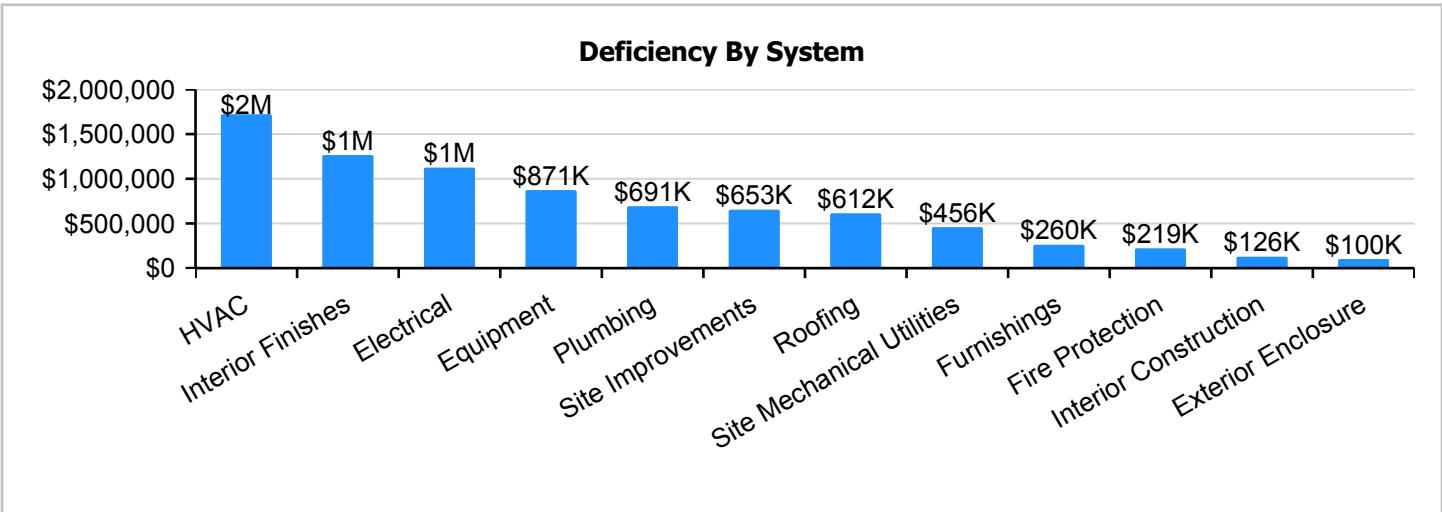 Deficiency By System
$2,000,000
$1,500,000
$1,000,000
$500,000
$0
$2M
$1M
$1M
$871K
$691K
$653K
$612K
$456K
$260K
$219K
$126K
$100K
HVAC
Interior Finishes
Electrical
Equipment
Plumbing
Site Improvements
Roofing
Site Mechanical Utilities
Furnishings
Fire Protection
Interior Construction
Exterior Enclosure